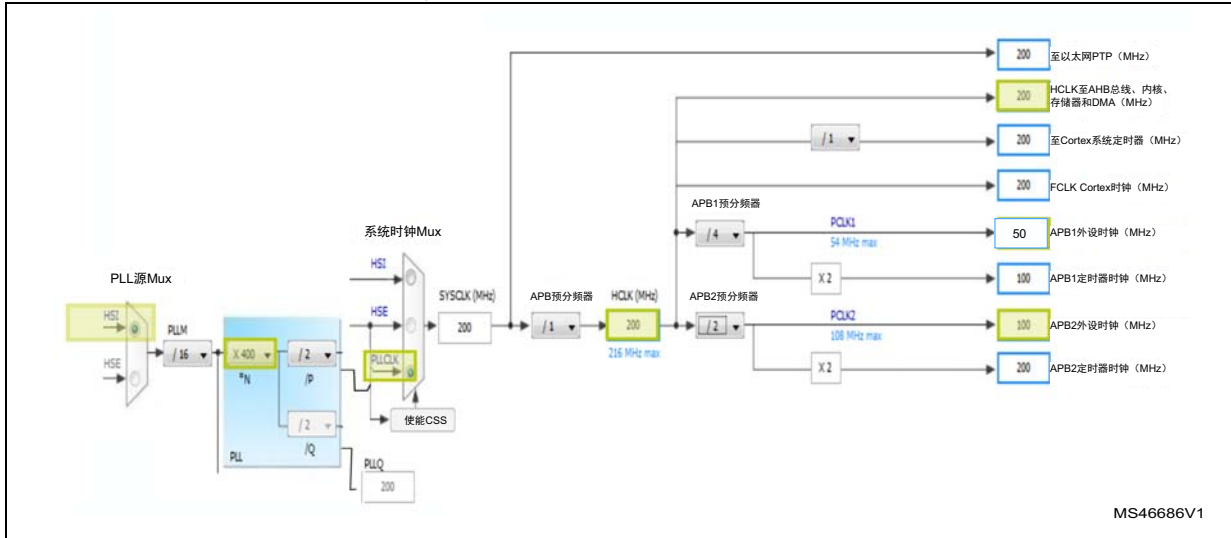 200
至以太网PTP（MHz）
200
HCLK至AHB总线、内核、
存储器和DMA（MHz）
/ 1
200
至Cortex系统定时器（MHz）
200
FCLK Cortex时钟（MHz）
APB1预分频器
/ 4
PCLK1
54 MHz max
50
APB1外设时钟（MHz）
X 2
100
APB1定时器时钟（MHz）
系统时钟Mux
HSI
PLL源Mux
HSI
HSE
PLLM
/ 16
X 400
*N
/ 2
/P
/ 2
/Q
PLL
PLLQ
200
HSE
PLLCLK
使能CSS
SYSCLK (MHz)
200
APB预分频器
/ 1
HCLK (MHz)
200
216 MHz max
APB2预分频器
/ 2
PCLK2
108 MHz max
100
APB2外设时钟（MHz）
X 2
200
APB2定时器时钟（MHz）
MS46686V1